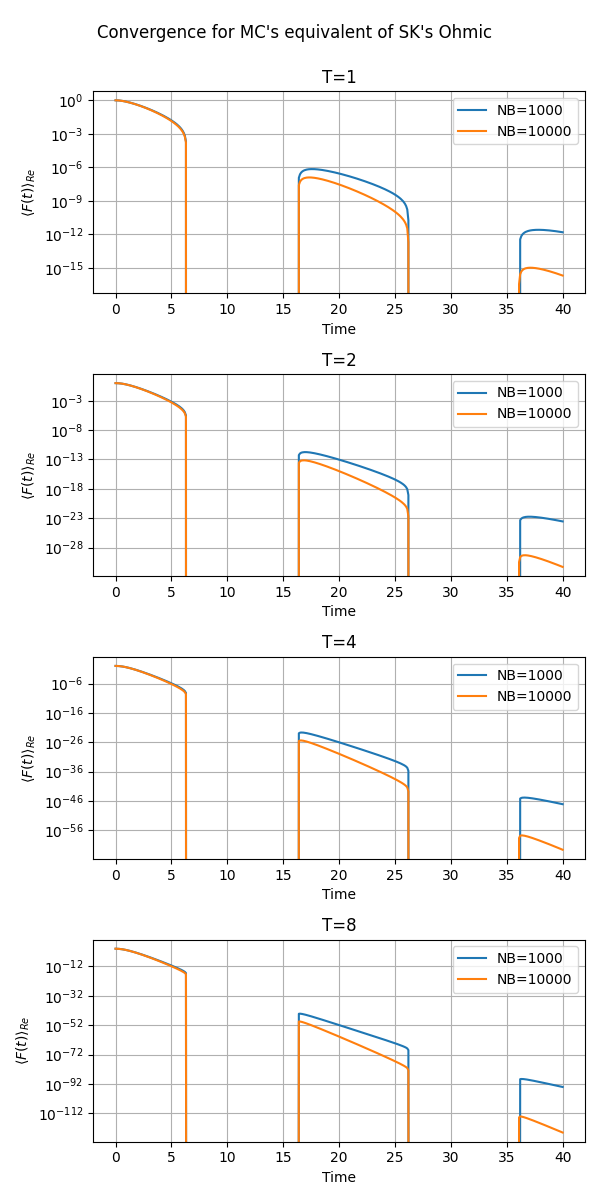 Convergence for MC's equivalent of SK's Ohmic
T=1
NB=1000
NB=10000
⟨F(t)⟩_Re
10^0
10^-3
10^-6
10^-9
10^-12
10^-15
0 5 10 15 20 25 30 35 40
Time
T=2
NB=1000
NB=10000
⟨F(t)⟩_Re
10^-3
10^-8
10^-13
10^-18
10^-23
10^-28
0 5 10 15 20 25 30 35 40
Time
T=4
NB=1000
NB=10000
⟨F(t)⟩_Re
10^-6
10^-16
10^-26
10^-36
10^-46
10^-56
0 5 10 15 20 25 30 35 40
Time
T=8
NB=1000
NB=10000
⟨F(t)⟩_Re
10^-12
10^-32
10^-52
10^-72
10^-92
10^-112
0 5 10 15 20 25 30 35 40
Time